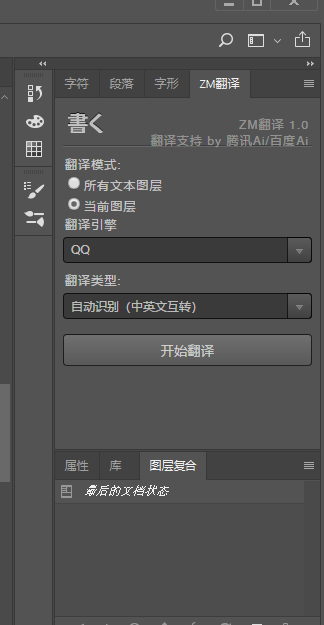 字符 段落 字形 ZM翻译
書く
ZM翻译 1.0
翻译支持 by 腾讯Ai/百度Ai
翻译模式:
所有文本图层
当前图层
翻译引擎
QQ
翻译类型:
自动识别（中英文互转）
开始翻译
属性 库 图层复合
最后的文档状态